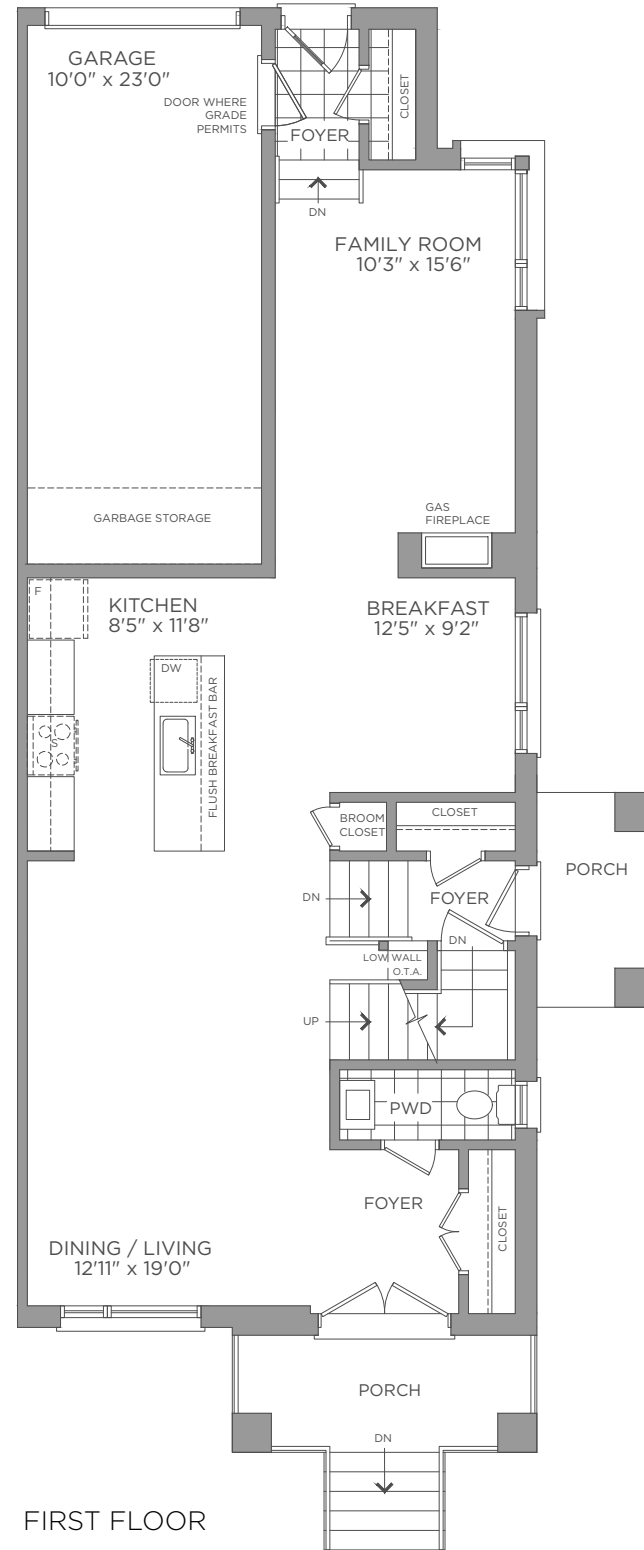 GARAGE
10'0" x 23'0"
DOOR WHERE
GRADE
PERMITS
FOYER
CLOSET
DN
FAMILY ROOM
10'3" x 15'6"
GARBAGE STORAGE
GAS
FIREPLACE
F
KITCHEN
8'5" x 11'8"
BREAKFAST
12'5" x 9'2"
DW
FLUSH BREAKFAST BAR
S
BROOM
CLOSET
CLOSET
PORCH
DN
FOYER
DN
LOW WALL
O.T.A.
UP
PWD
FOYER
CLOSET
DINING / LIVING
12'11" x 19'0"
PORCH
DN
FIRST FLOOR